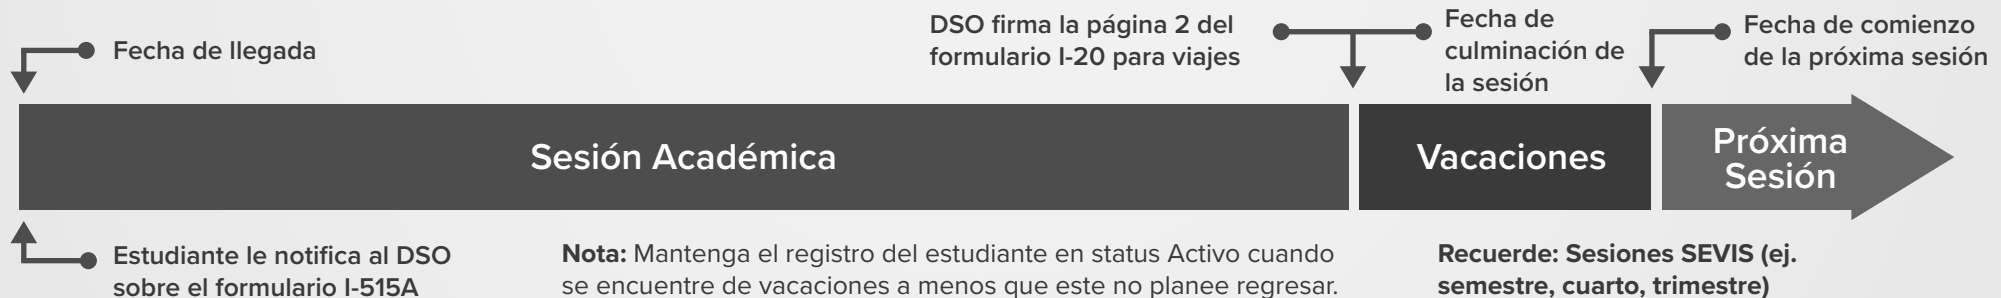 Fecha de llegada
DSO firma la página 2 del
formulario I-20 para viajes
Fecha de
culminación de
la sesión
Fecha de comienzo
de la próxima sesión
Sesión Académica
Vacaciones
Próxima
Sesión
Estudiante le notifica al DSO
sobre el formulario I-515A
Nota: Mantenga el registro del estudiante en status Activo cuando
se encuentre de vacaciones a menos que este no planee regresar.
Recuerde: Sesiones SEVIS (ej.
semestre, cuarto, trimestre)